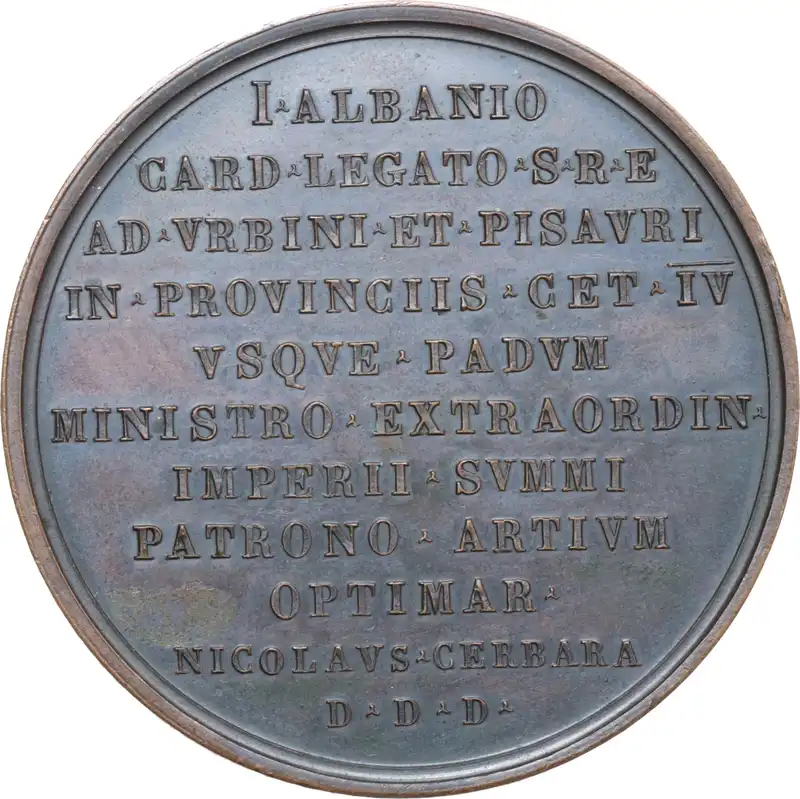 I · ALBANIO
CARD · LEGATO · S · R · E
AD · VRBINI · ET · PISAVRI
IN · PROVINCIIS · CET · I̅V̅
VSQVE · PADVM
MINISTRO · EXTRAORDIN ·
IMPERII · SVMMI
PATRONO · ARTIVM
OPTIMAR ·
NICOLAVS · CERBARA
D · D · D ·